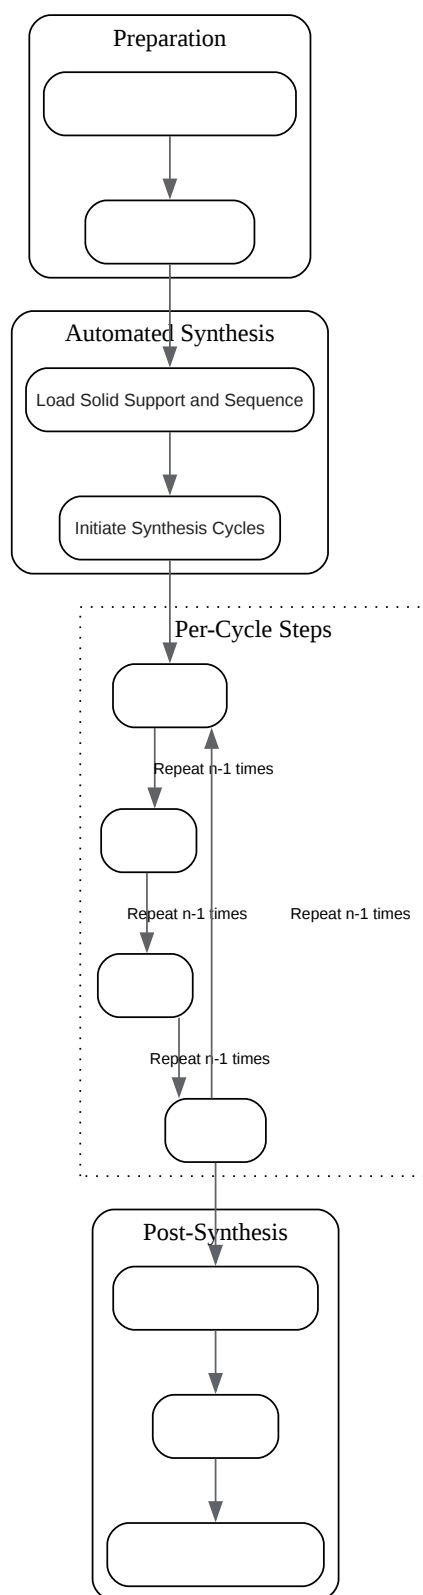 Preparation
Automated Synthesis
Load Solid Support and Sequence
Initiate Synthesis Cycles
Per-Cycle Steps
Repeat n-1 times
Repeat n-1 times
Repeat n-1 times
Repeat n-1 times
Post-Synthesis